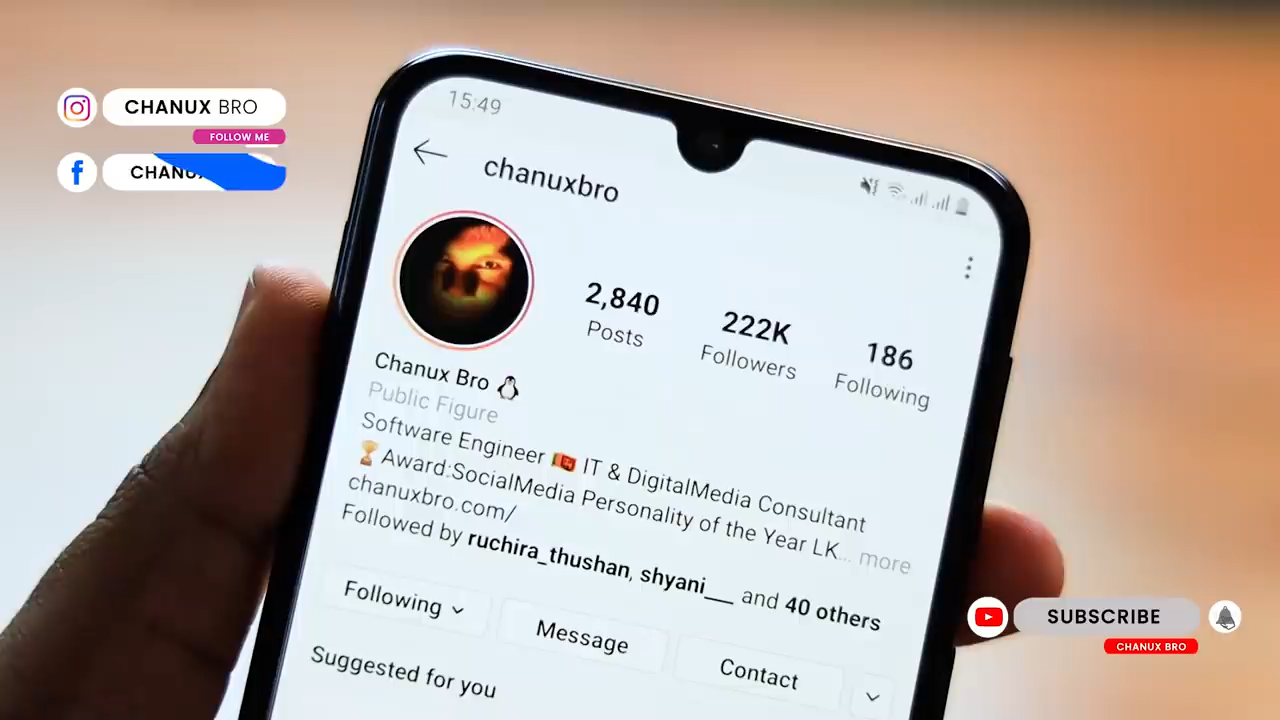 CHANUX BRO
FOLLOW ME
15:49
chanuxbro
2,840
Posts
222K
Followers
186
Following
Chanux Bro
Public Figure
Software Engineer IT & DigitalMedia Consultant
Award:SocialMedia Personality of the Year LK... more
chanuxbro.com/
Followed by ruchira_thushan, shyani___ and 40 others
Following
Message
Contact
Suggested for you
SUBSCRIBE
CHANUX BRO